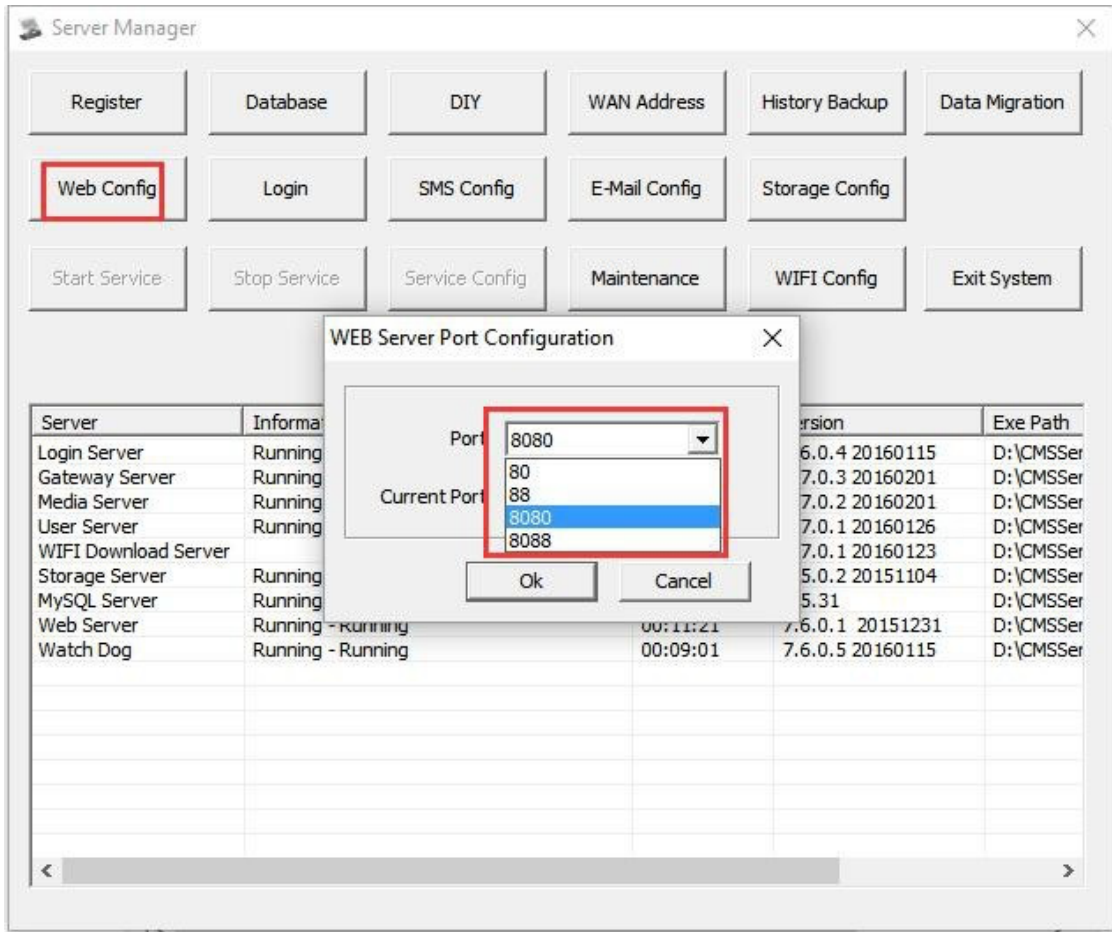 Server Manager
Register Database DIY WAN Address History Backup Data Migration
Web Config Login SMS Config E-Mail Config Storage Config
Start Service Stop Service Service Config Maintenance WIFI Config Exit System
WEB Server Port Configuration
Port 8080
80
88
8080
8088
Current Port
Ok Cancel
Server Informa rsion Exe Path
Login Server Running 6.0.4 20160115 D:\CMSSer
Gateway Server Running 7.0.3 20160201 D:\CMSSer
Media Server Running 7.0.2 20160201 D:\CMSSer
User Server Running 7.0.1 20160126 D:\CMSSer
WIFI Download Server 7.0.1 20160123 D:\CMSSer
Storage Server Running 5.0.2 20151104 D:\CMSSer
MySQL Server Running 5.31 D:\CMSSer
Web Server Running - Running 00:11:21 7.6.0.1 20151231 D:\CMSSer
Watch Dog Running - Running 00:09:01 7.6.0.5 20160115 D:\CMSSer